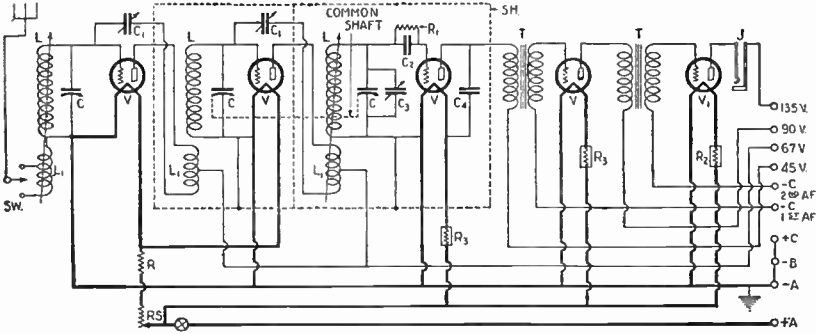 COMMON
SHAFT
SH.
L
C₁
L
C₁
L
R₁
C₂
T
T
J
C
V
C
V
C
C₃
V
C₄
V
V₁
135 V.
90 V.
67 V.
45 V.
L₁
L₁
L₁
R₃
R₂
SW.
-C
2ND AF
-C
1ST AF
R₃
+C
R
-B
-A
RS
+A